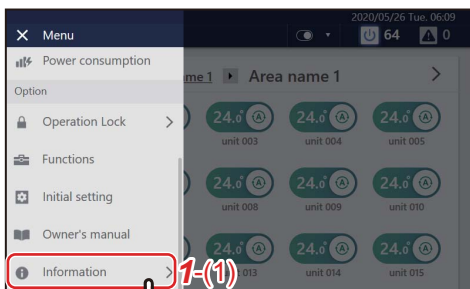 2020/05/26 Tue. 06:09
Menu
64
0
Power consumption
me 1
Area name 1
Option
Operation Lock
24.0° A
24.0° A
24.0° A
unit 003
unit 004
unit 005
Functions
24.0° A
24.0° A
24.0° A
Initial setting
unit 008
unit 009
unit 010
Owner's manual
24.0° A
24.0° A
24.0° A
Information
1-(1)
013
unit 014
unit 015